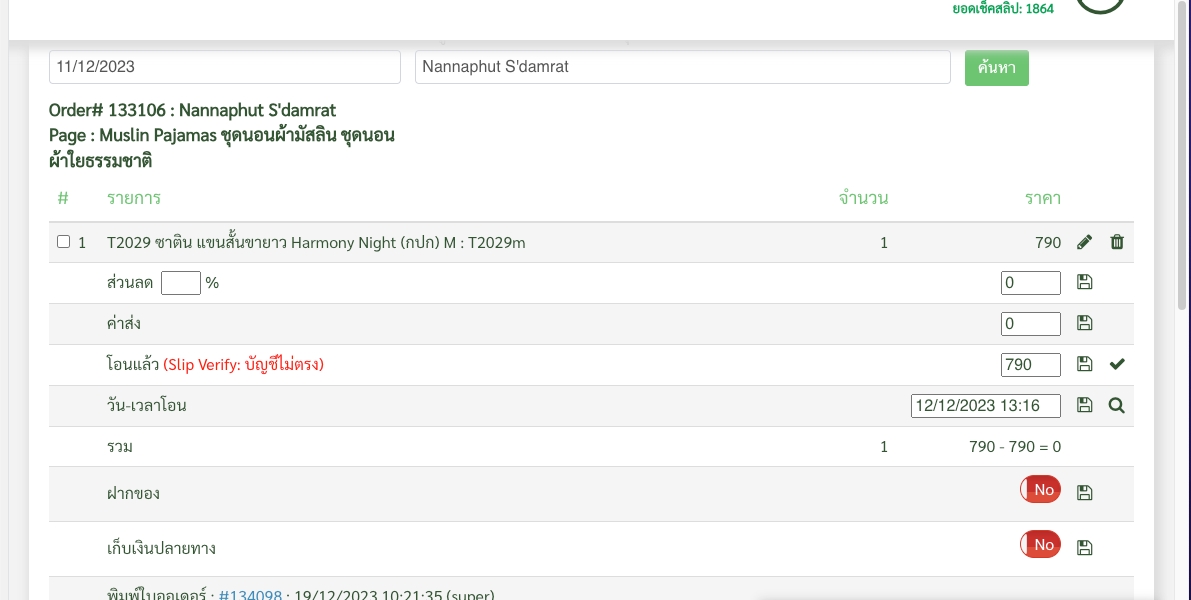 ยอดเช็คสลิป: 1864
11/12/2023 Nannaphut S'damrat ค้นหา
Order# 133106 : Nannaphut S'damrat
Page : Muslin Pajamas ชุดนอนผ้ามัสลิน ชุดนอน
ผ้าใยธรรมชาติ
# รายการ จำนวน ราคา
1 T2029 ซาติน แขนสั้นขายาว Harmony Night (กปก) M : T2029m 1 790
ส่วนลด % 0
ค่าส่ง 0
โอนแล้ว (Slip Verify: บัญชีไม่ตรง) 790
วัน-เวลาโอน 12/12/2023 13:16
รวม 1 790 - 790 = 0
ฝากของ No
เก็บเงินปลายทาง No
พิมพ์ใบออเดอร์ : #134098 : 19/12/2023 10:21:35 (super)